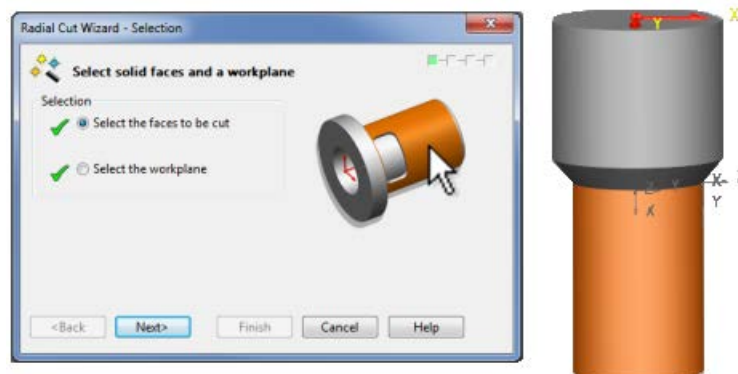 Radial Cut Wizard - Selection
Select solid faces and a workplane
Selection
Select the faces to be cut
Select the workplane
<Back Next> Finish Cancel Help
X
Y
Z
Y
X
X
Y